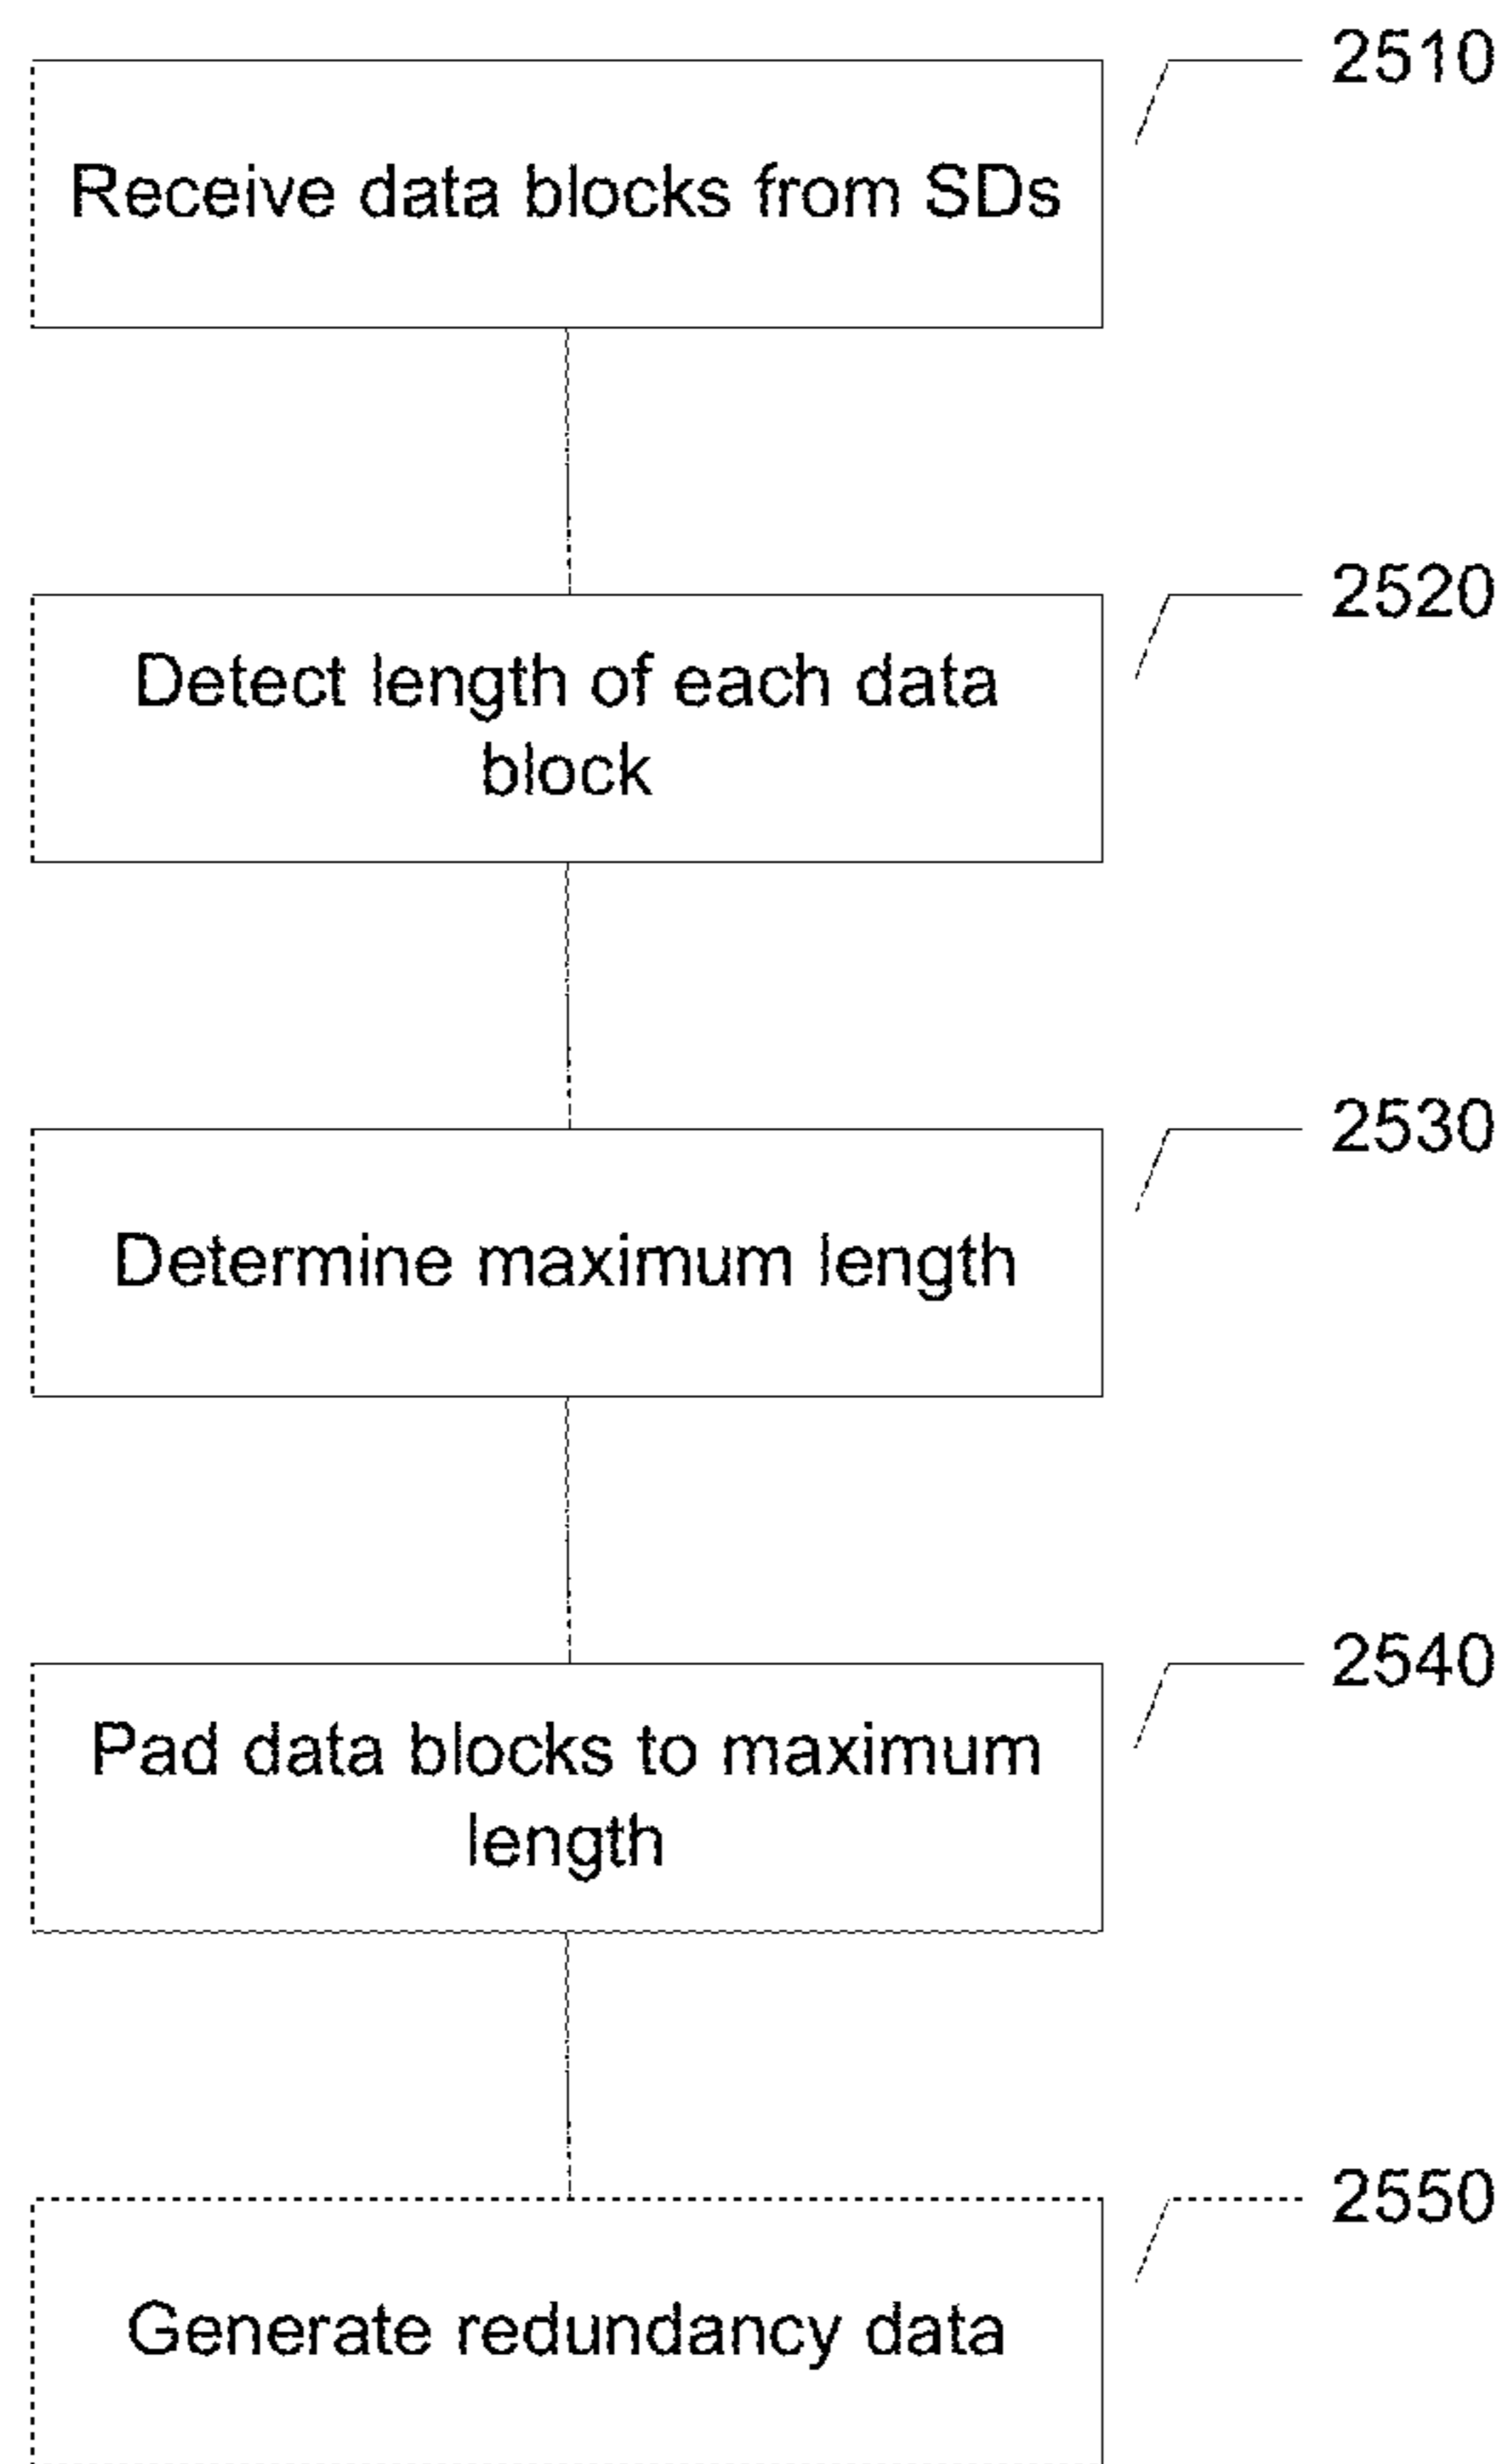 2510
Receive data blocks from SDs
2520
Detect length of each data
block
2530
Determine maximum length
2540
Pad data blocks to maximum
length
2550
Generate redundancy data